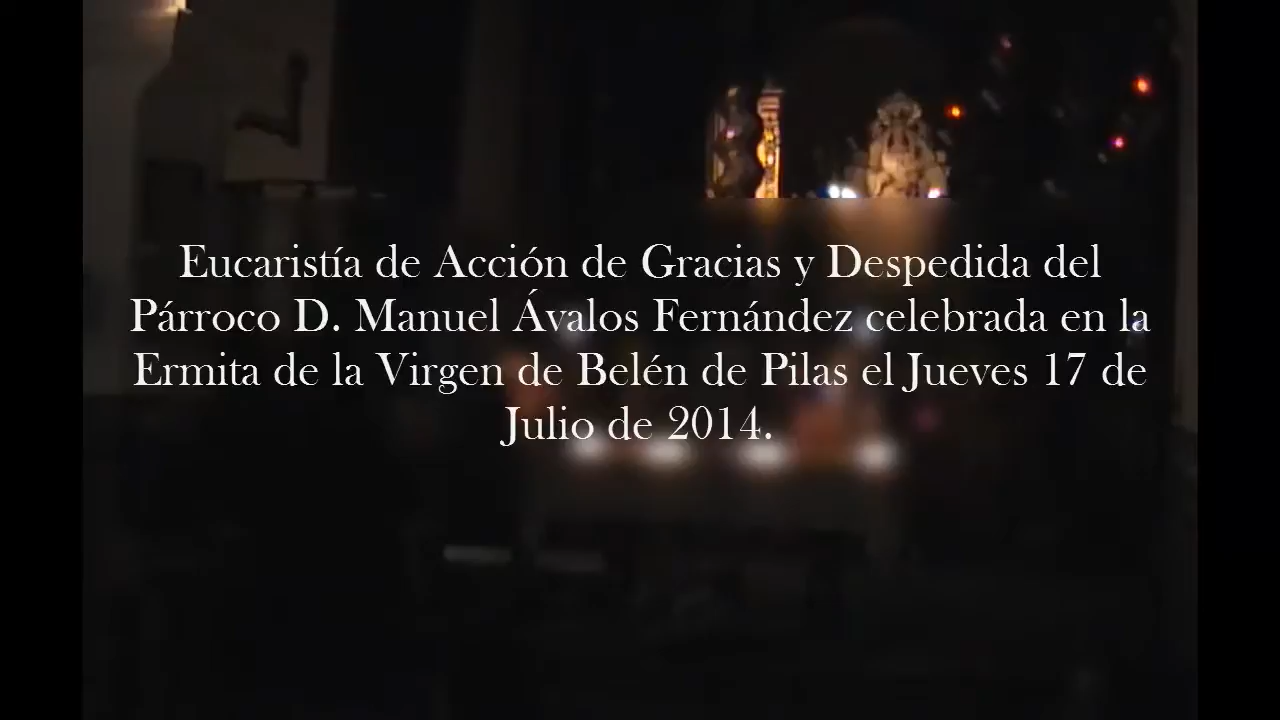 Eucaristía de Acción de Gracias y Despedida del
Párroco D. Manuel Ávalos Fernández celebrada en la
Ermita de la Virgen de Belén de Pilas el Jueves 17 de
Julio de 2014.